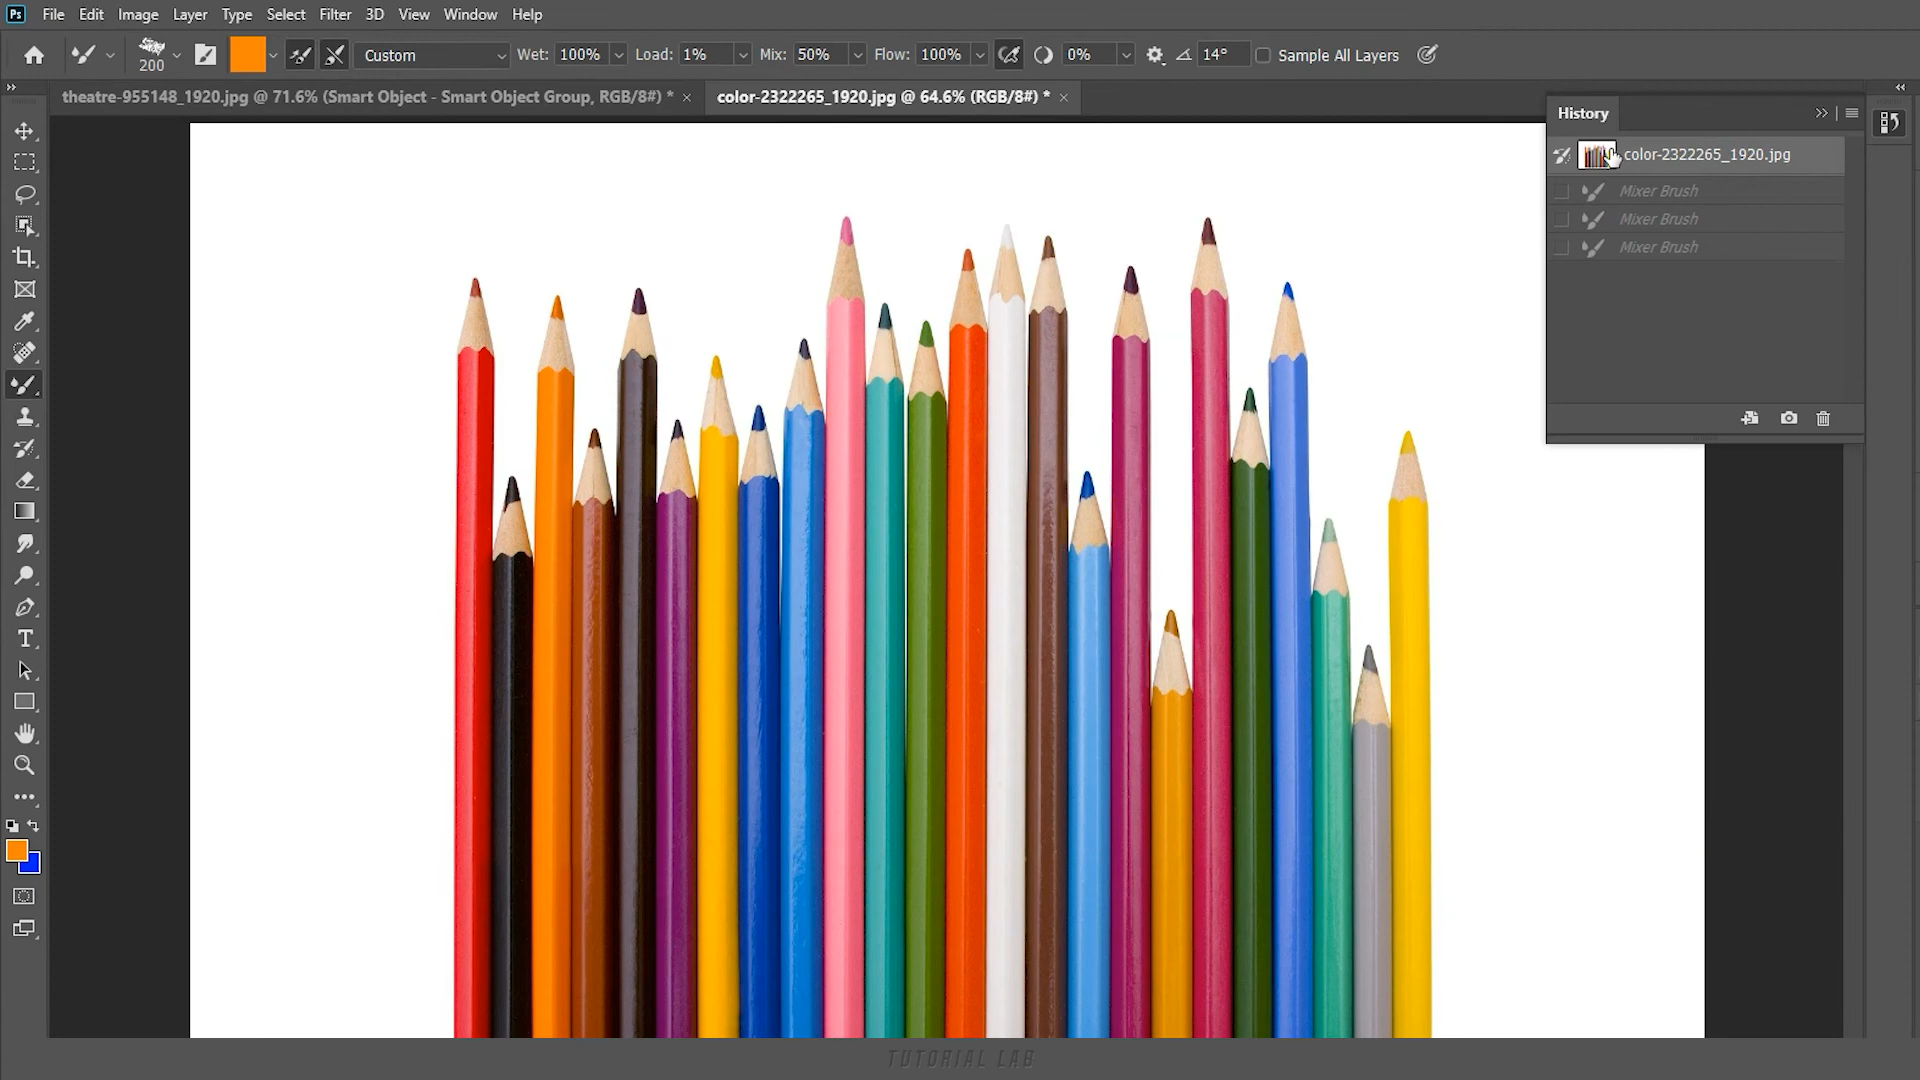 Ps File Edit Image Layer Type Select Filter 3D View Window Help
200 Custom Wet: 100% Load: 1% Mix: 50% Flow: 100% 0% 14° Sample All Layers
theatre-955148_1920.jpg @ 71.6% (Smart Object - Smart Object Group, RGB/8#) * × color-2322265_1920.jpg @ 64.6% (RGB/8#) * ×
History
color-2322265_1920.jpg
Mixer Brush
Mixer Brush
Mixer Brush
TUTORIAL LAB